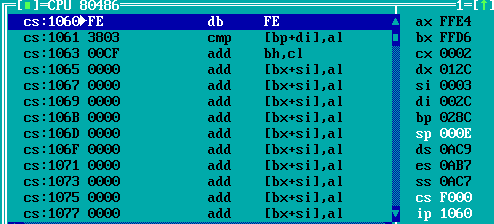 [■]=CPU 80486 1=[↑]
cs:1060►FE db FE ax FFE4
cs:1061 3803 cmp [bp+di],al bx FFD6
cs:1063 00CF add bh,cl cx 0002
cs:1065 0000 add [bx+si],al dx 012C
cs:1067 0000 add [bx+si],al si 0003
cs:1069 0000 add [bx+si],al di 002C
cs:106B 0000 add [bx+si],al bp 028C
cs:106D 0000 add [bx+si],al sp 000E
cs:106F 0000 add [bx+si],al ds 0AC9
cs:1071 0000 add [bx+si],al es 0AB7
cs:1073 0000 add [bx+si],al ss 0AC7
cs:1075 0000 add [bx+si],al cs F000
cs:1077 0000 add [bx+si],al ip 1060